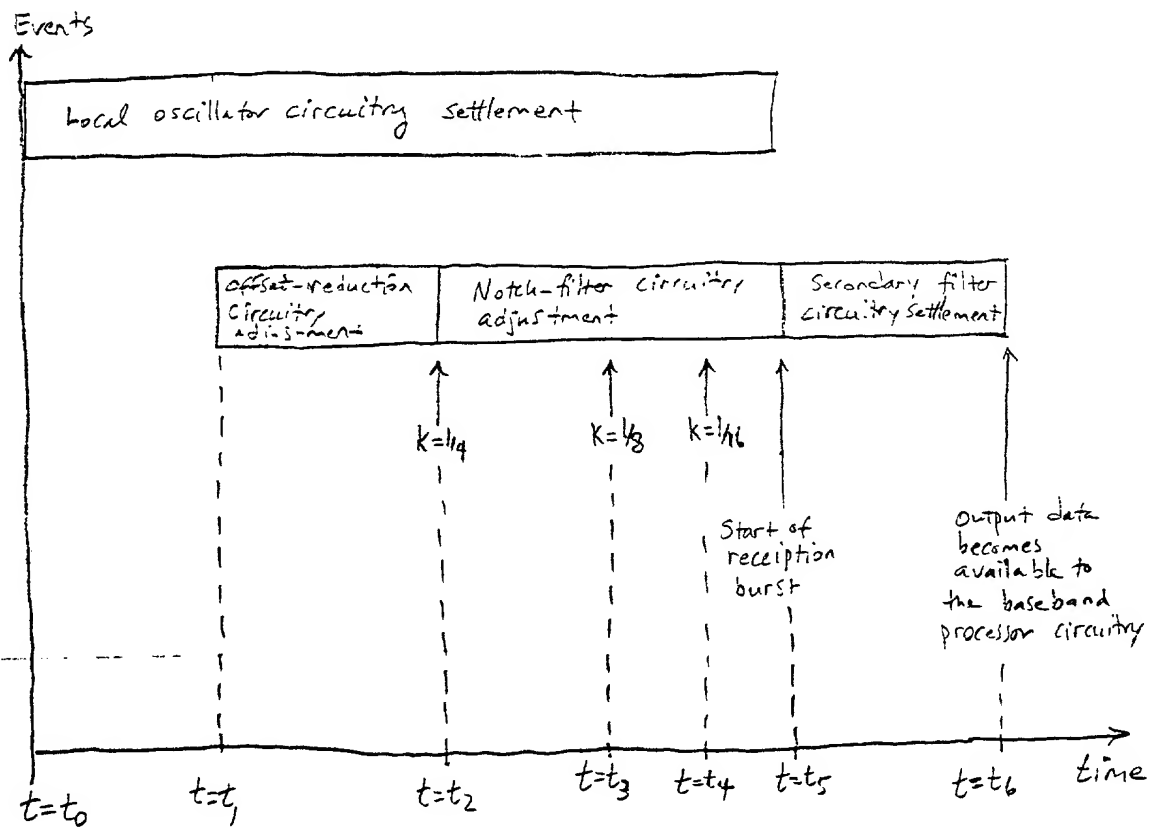 Events
Local oscillator circuitry settlement
offset-reduction
Circuitry
adjustment
Notch-filter circuitry
adjustment
Secondary filter
circuitry settlement
K=1/4
K=1/8
K=1/16
Start of
receiption
burst
Output data
becomes
available to
the baseband
processor circuitry
t=t0
t=t1
t=t2
t=t3
t=t4
t=t5
t=t6
time